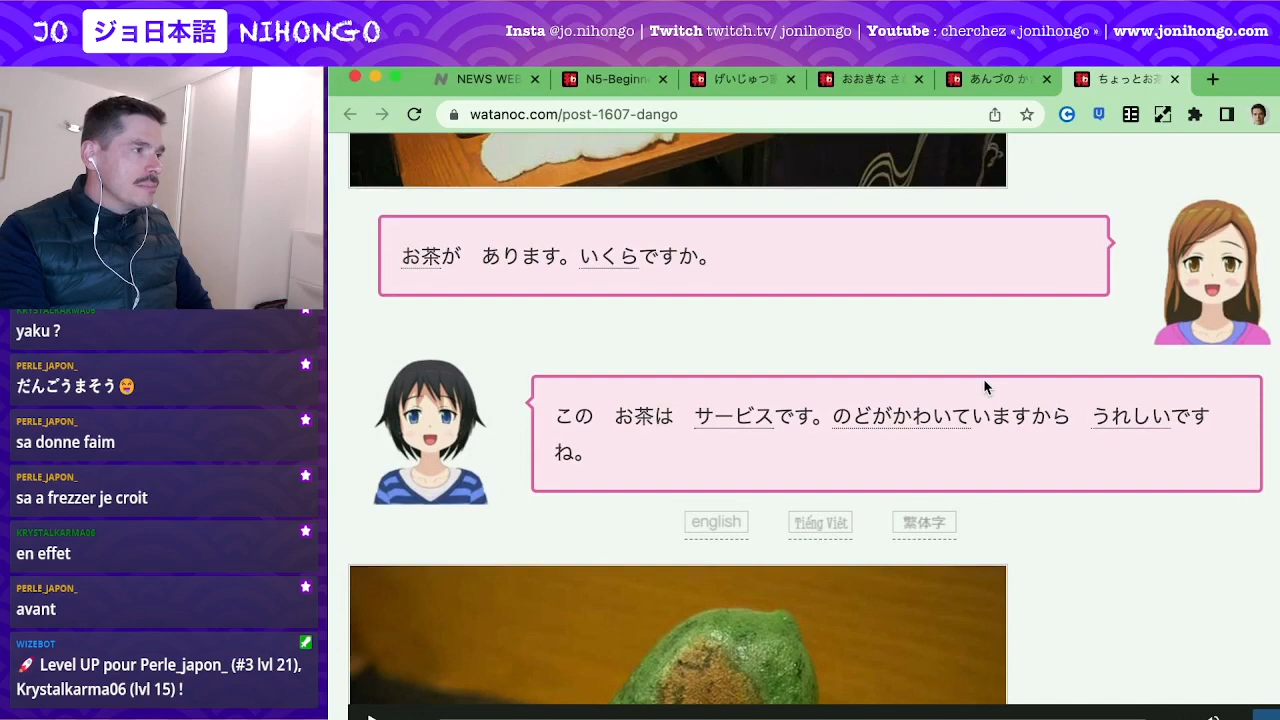 JO ジョ日本語 NIHONGO
Insta @jo.nihongo | Twitch twitch.tv/ jonihongo | Youtube : cherchez « jonihongo » | www.jonihongo.com
NEWS WEB
N5-Beginn
げいじゅつ
おおきな さ
あんづの か
ちょっとお
watanoc.com/post-1607-dango
お茶が　あります。いくらですか。
この　お茶は　サービスです。のどがかわいていますから　うれしいです
ね。
english
Tiếng Việt
繁体字
KRYSTALKARMA06
yaku ?
PERLE_JAPON_
だんごうまそう😄
PERLE_JAPON_
sa donne faim
PERLE_JAPON_
sa a frezzer je croit
KRYSTALKARMA06
en effet
PERLE_JAPON_
avant
WIZEBOT
🚀 Level UP pour Perle_japon_ (#3 lvl 21),
Krystalkarma06 (lvl 15) !